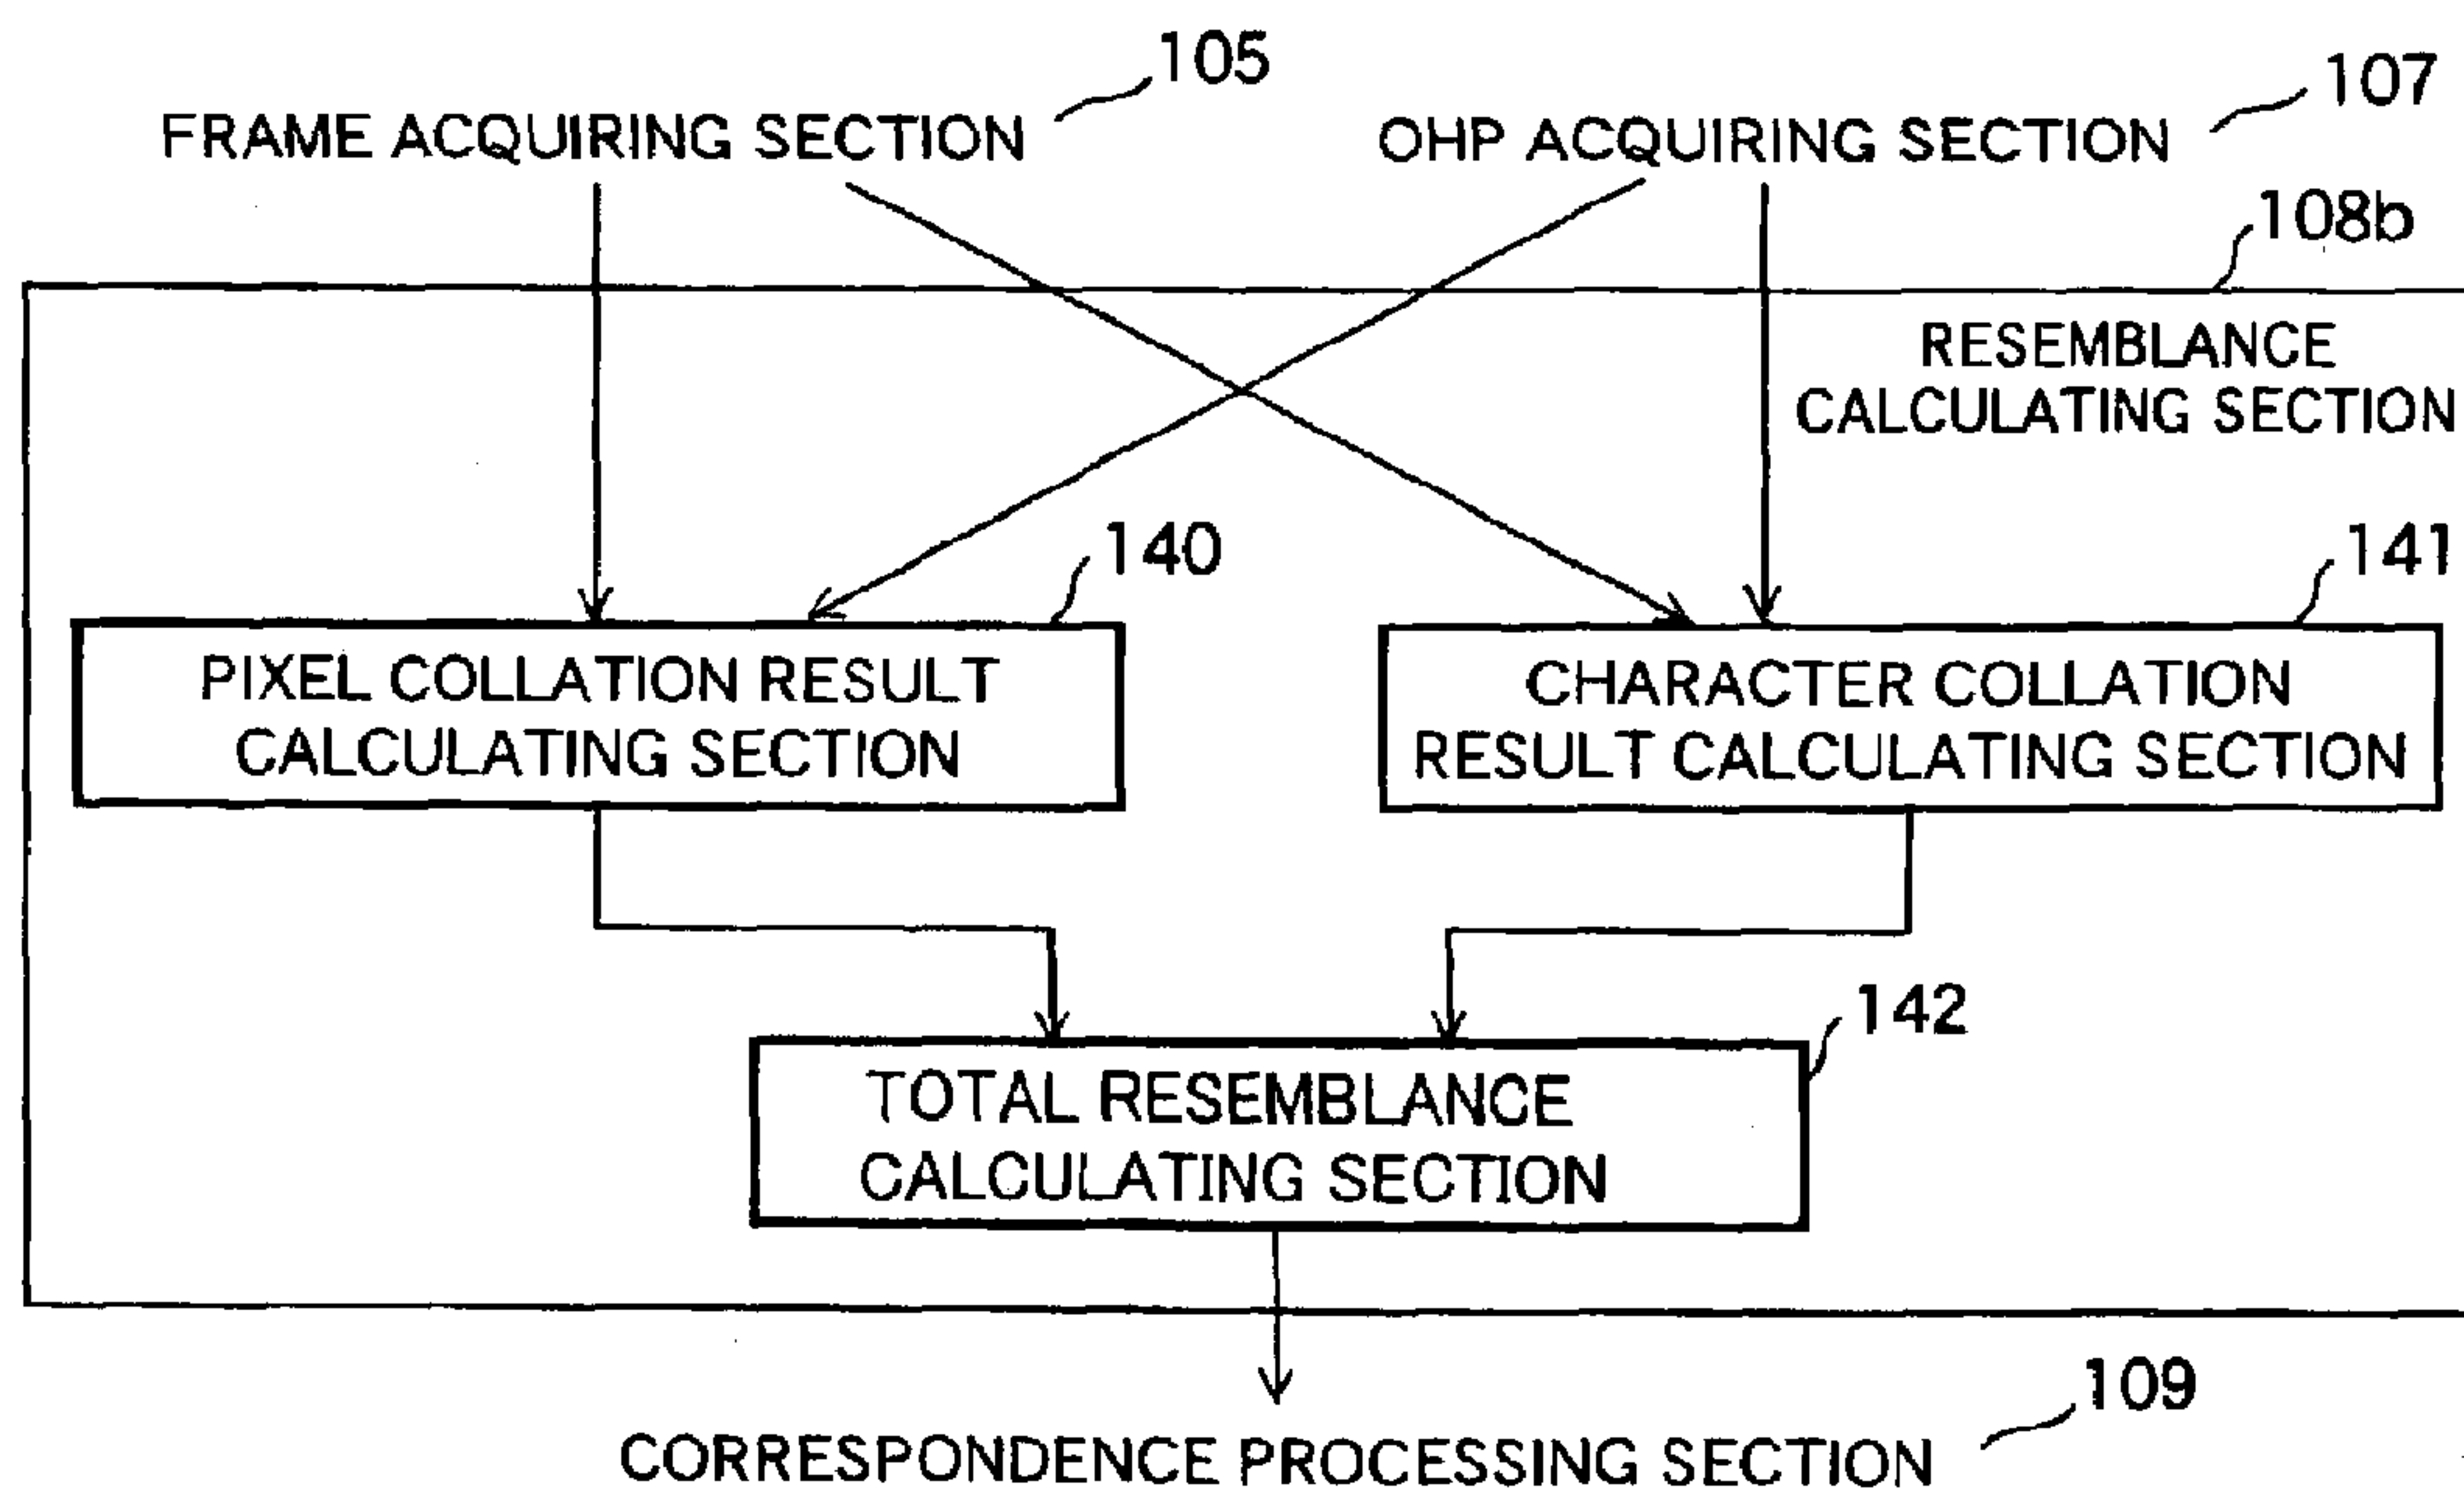 105
107
FRAME ACQUIRING SECTION
OHP ACQUIRING SECTION
108b
RESEMBLANCE
CALCULATING SECTION
140
141
PIXEL COLLATION RESULT
CALCULATING SECTION
CHARACTER COLLATION
RESULT CALCULATING SECTION
142
TOTAL RESEMBLANCE
CALCULATING SECTION
109
CORRESPONDENCE PROCESSING SECTION